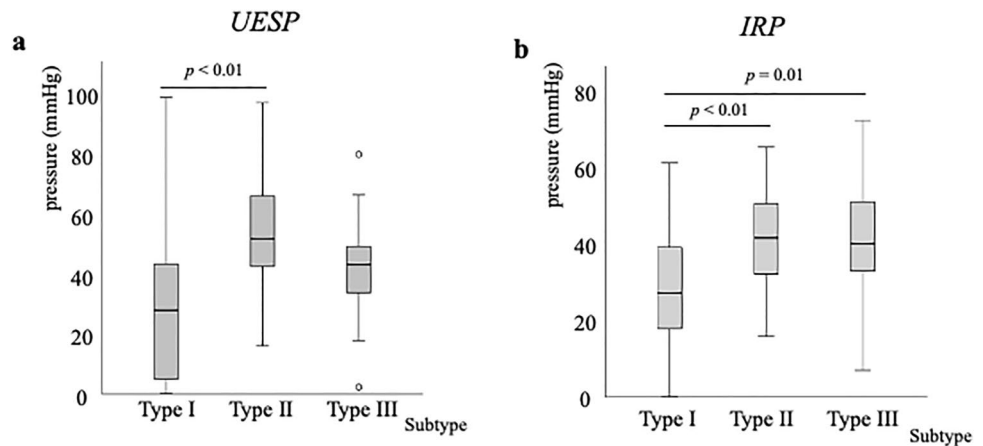 a
UESP
pressure (mmHg)
p < 0.01
100
80
60
40
20
0
Type I
Type II
Type III
Subtype
b
IRP
pressure (mmHg)
p = 0.01
p < 0.01
80
60
40
20
0
Type I
Type II
Type III
Subtype